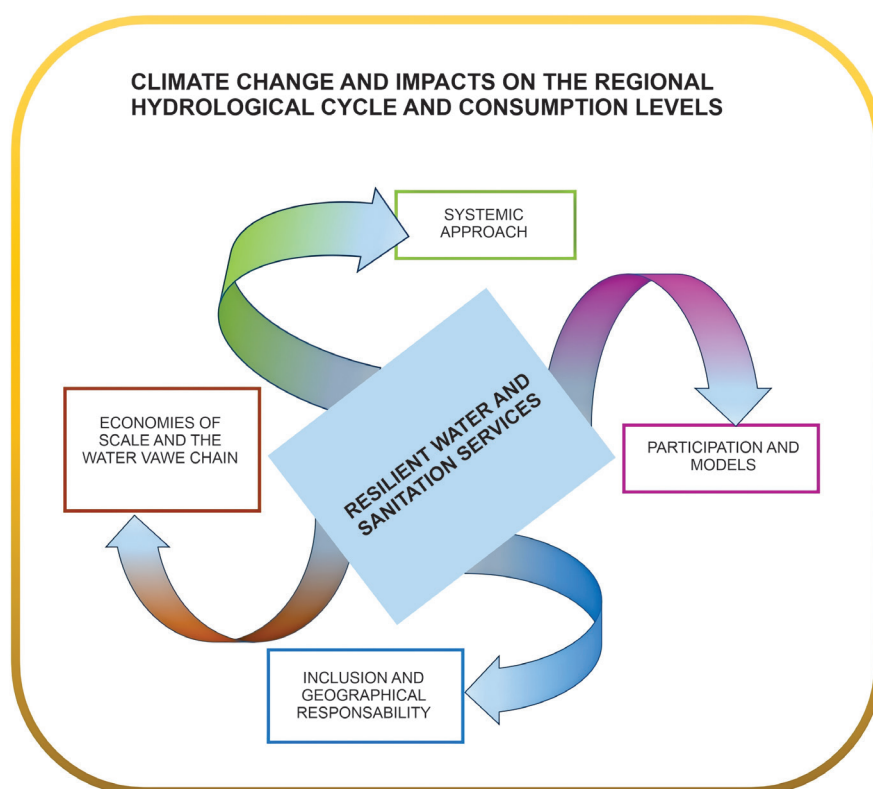 CLIMATE CHANGE AND IMPACTS ON THE REGIONAL
HYDROLOGICAL CYCLE AND CONSUMPTION LEVELS
SYSTEMIC
APPROACH
ECONOMIES OF
SCALE AND THE
WATER VAWE CHAIN
RESILIENT WATER AND
SANITATION SERVICES
PARTICIPATION AND
MODELS
INCLUSION AND
GEOGRAPHICAL
RESPONSABILITY